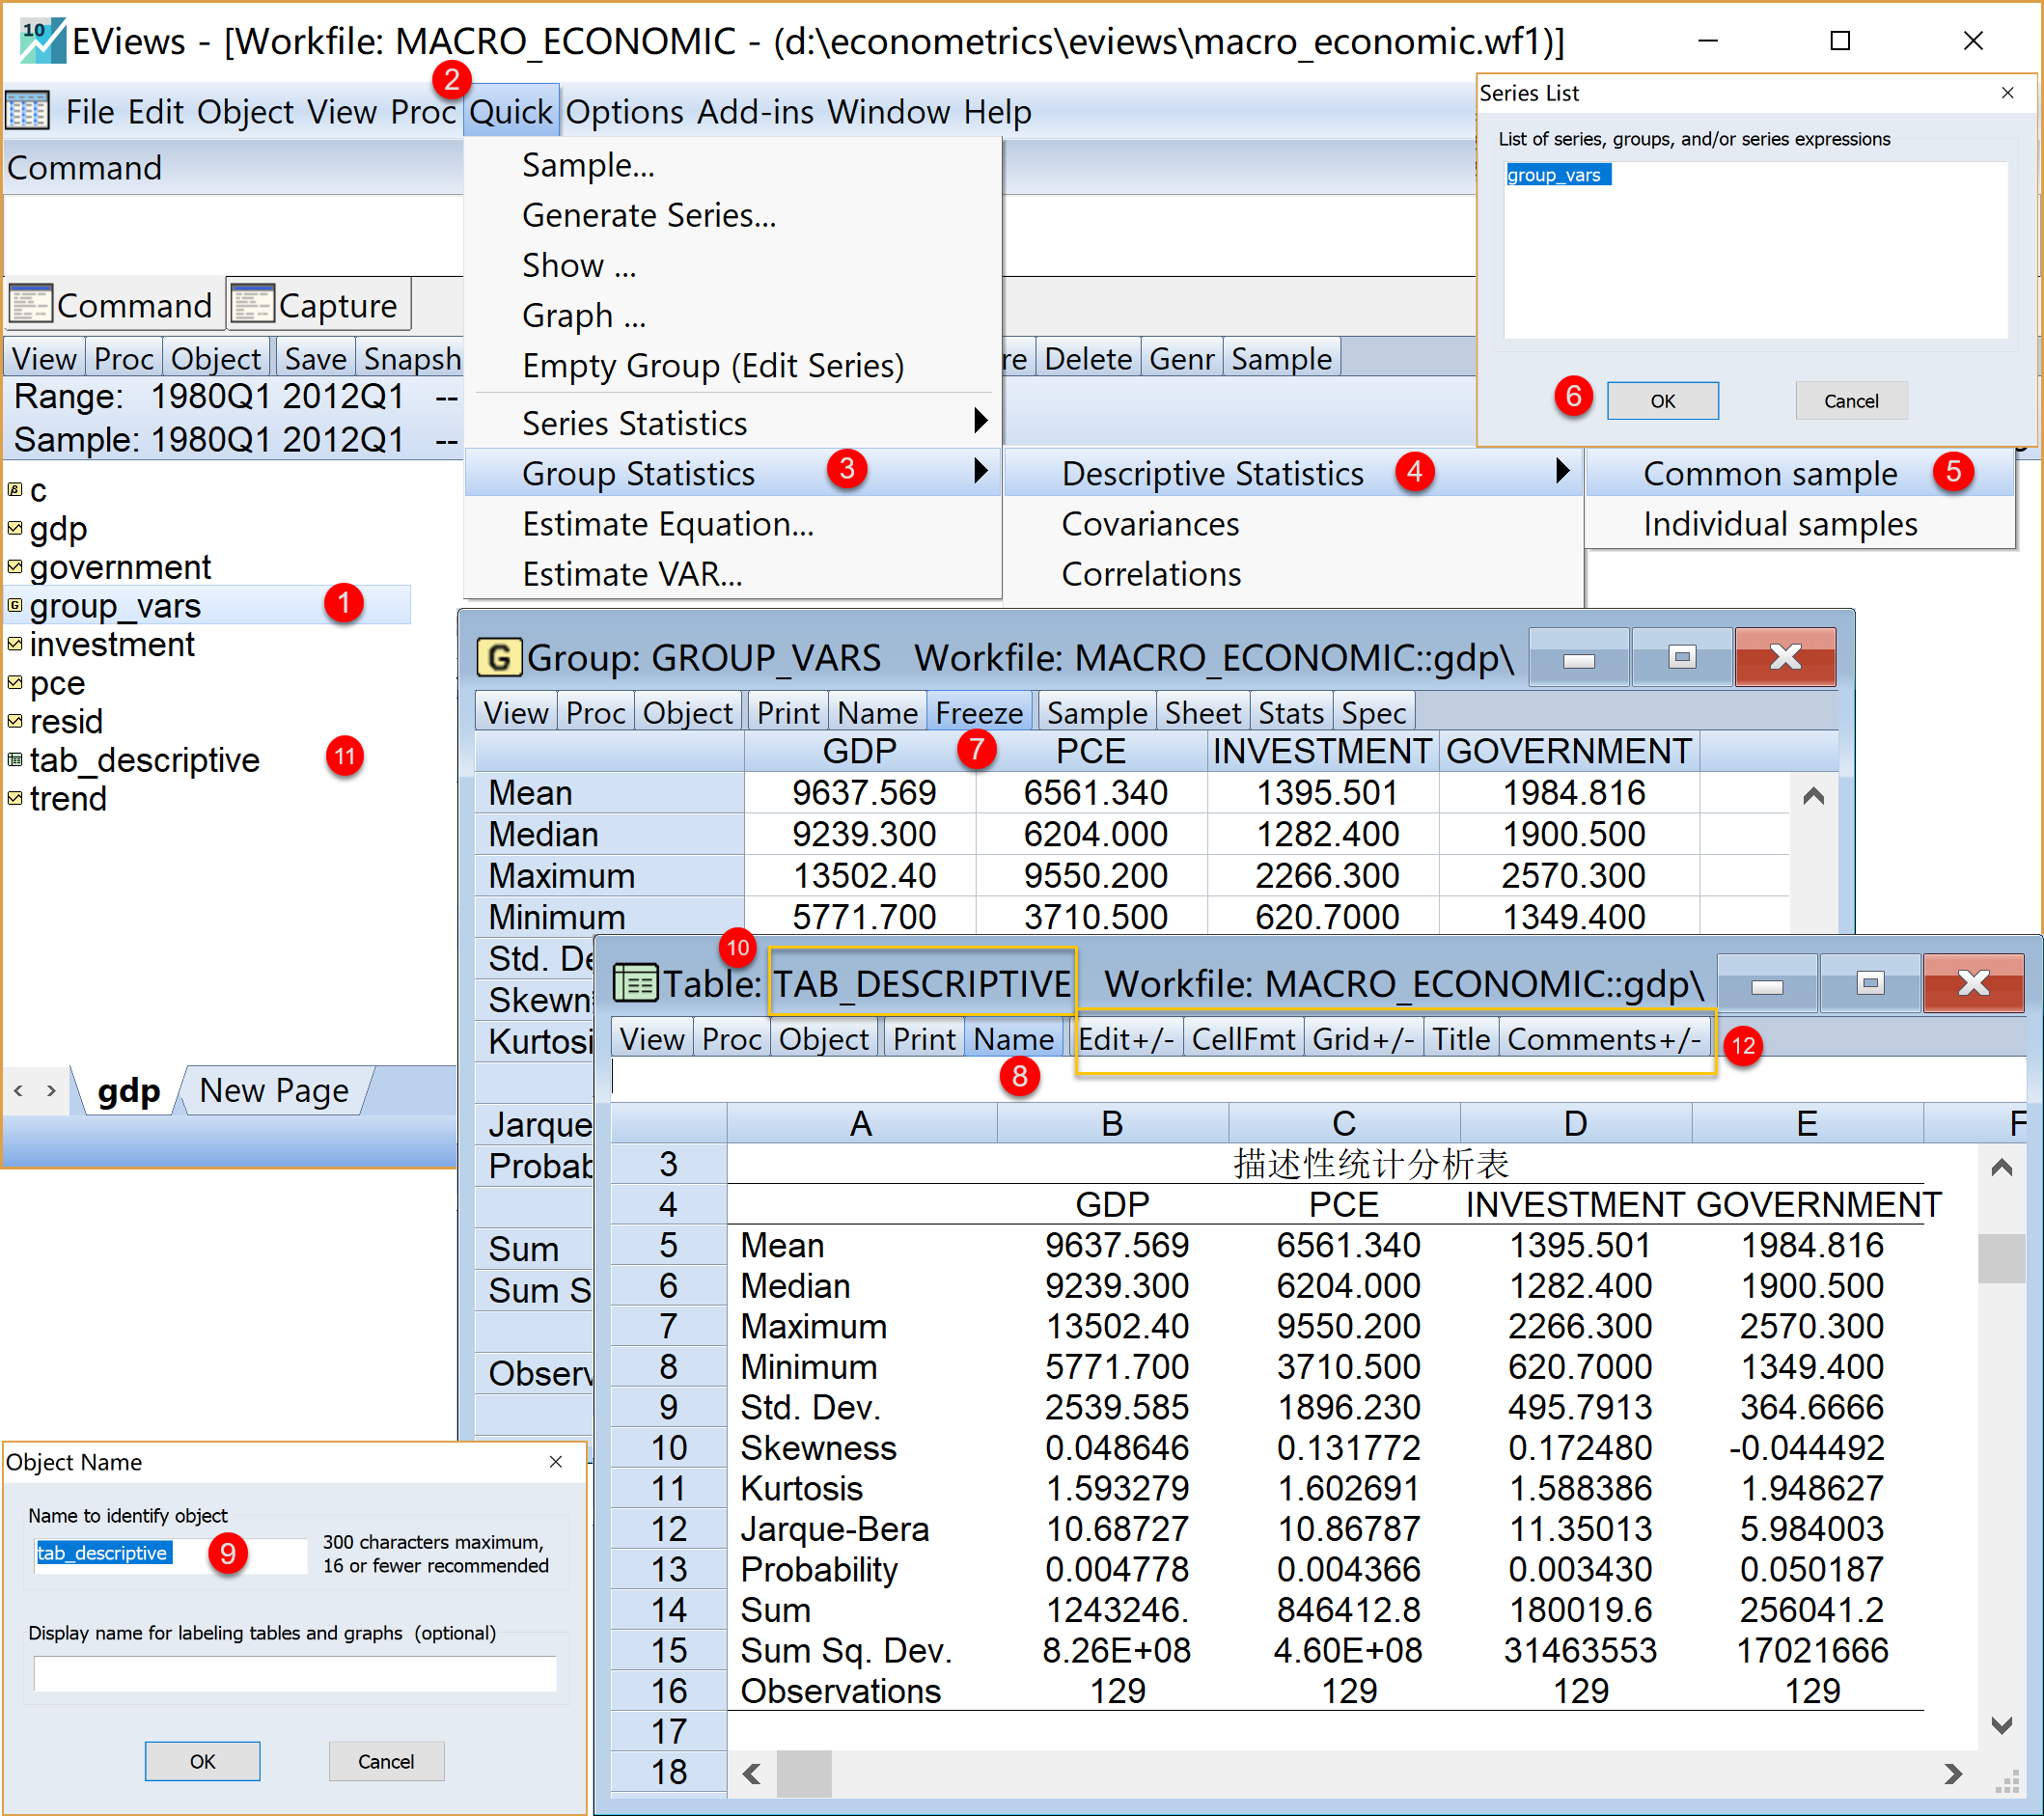 10 EViews - [Workfile: MACRO_ECONOMIC - (d:\econometrics\eviews\macro_economic.wf1)]
2
File Edit Object View Proc Quick Options Add-ins Window Help
Command
Sample...
Generate Series...
Show ...
Graph ...
Empty Group (Edit Series)
Series Statistics
Group Statistics 3
Estimate Equation...
Estimate VAR...
Descriptive Statistics 4
Covariances
Correlations
Common sample 5
Individual samples
Series List
List of series, groups, and/or series expressions
group_vars
6 OK Cancel
Command Capture
View Proc Object Save Snapsh re Delete Genr Sample
Range: 1980Q1 2012Q1 --
Sample: 1980Q1 2012Q1 --
c
gdp
government
group_vars 1
investment
pce
resid
tab_descriptive 11
trend
gdp New Page
G Group: GROUP_VARS Workfile: MACRO_ECONOMIC::gdp\
View Proc Object Print Name Freeze Sample Sheet Stats Spec
GDP 7 PCE INVESTMENT GOVERNMENT
Mean 9637.569 6561.340 1395.501 1984.816
Median 9239.300 6204.000 1282.400 1900.500
Maximum 13502.40 9550.200 2266.300 2570.300
Minimum 5771.700 3710.500 620.7000 1349.400
Std. De
Skewn
Kurtosi
Jarque
Probab
Sum
Sum S
Observ
10
Table: TAB_DESCRIPTIVE Workfile: MACRO_ECONOMIC::gdp\
View Proc Object Print Name Edit+/- CellFmt Grid+/- Title Comments+/- 12
8
A B C D E F
3 描述性统计分析表
4 GDP PCE INVESTMENT GOVERNMENT
5 Mean 9637.569 6561.340 1395.501 1984.816
6 Median 9239.300 6204.000 1282.400 1900.500
7 Maximum 13502.40 9550.200 2266.300 2570.300
8 Minimum 5771.700 3710.500 620.7000 1349.400
9 Std. Dev. 2539.585 1896.230 495.7913 364.6666
10 Skewness 0.048646 0.131772 0.172480 -0.044492
11 Kurtosis 1.593279 1.602691 1.588386 1.948627
12 Jarque-Bera 10.68727 10.86787 11.35013 5.984003
13 Probability 0.004778 0.004366 0.003430 0.050187
14 Sum 1243246. 846412.8 180019.6 256041.2
15 Sum Sq. Dev. 8.26E+08 4.60E+08 31463553 17021666
16 Observations 129 129 129 129
17
18
Object Name
Name to identify object
tab_descriptive 9
300 characters maximum,
16 or fewer recommended
Display name for labeling tables and graphs (optional)
OK Cancel